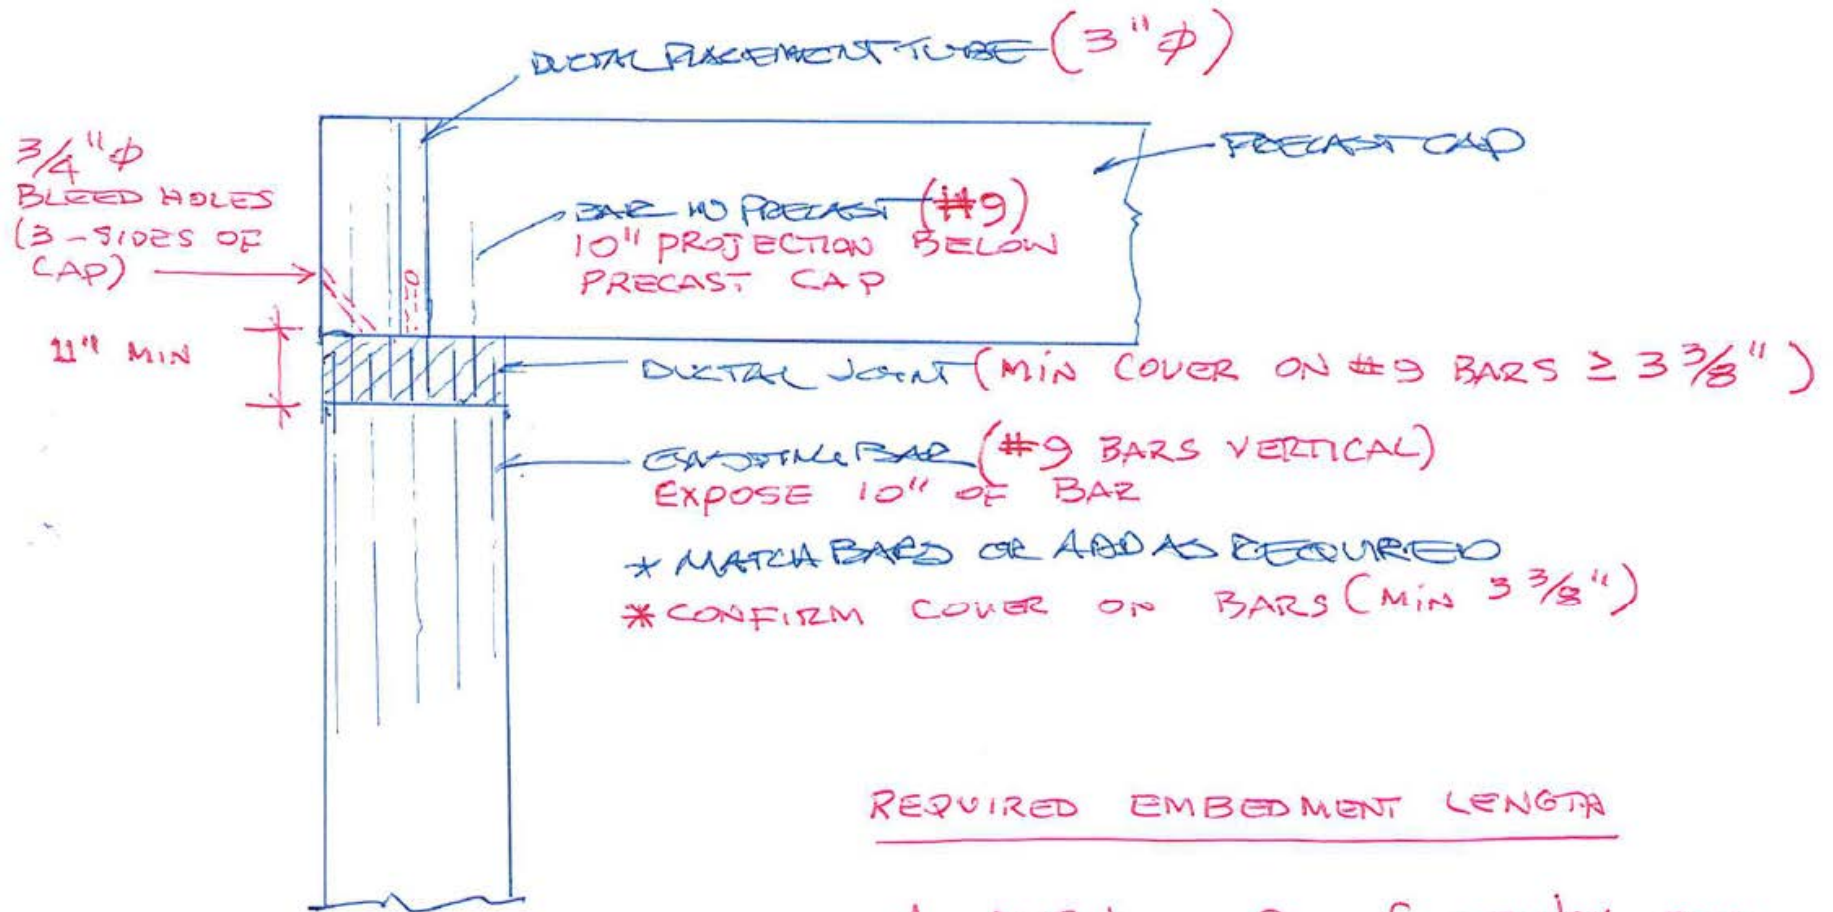 DUCTAL PLACEMENT TUBE (3"φ)
3/4"φ
BLEED HOLES
(3-SIDES OF
CAP)
PRECAST CAP
BAR IN PRECAST (#9)
10" PROJECTION BELOW
PRECAST CAP
11" MIN
DUCTAL JOINT (MIN COVER ON #9 BARS ≥ 3 3/8")
EXISTING BAR (#9 BARS VERTICAL)
EXPOSE 10" OF BAR
* MATCH BARS OR ADD AS REQUIRED
* CONFIRM COVER ON BARS (MIN 3 3/8")
REQUIRED EMBEDMENT LENGTH